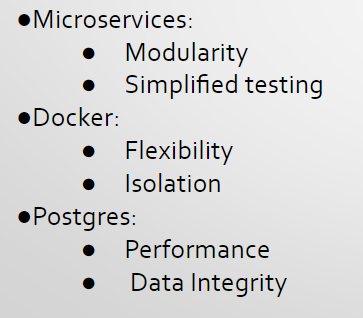 ●Microservices:
● Modularity
● Simplified testing
●Docker:
● Flexibility
● Isolation
●Postgres:
● Performance
● Data Integrity